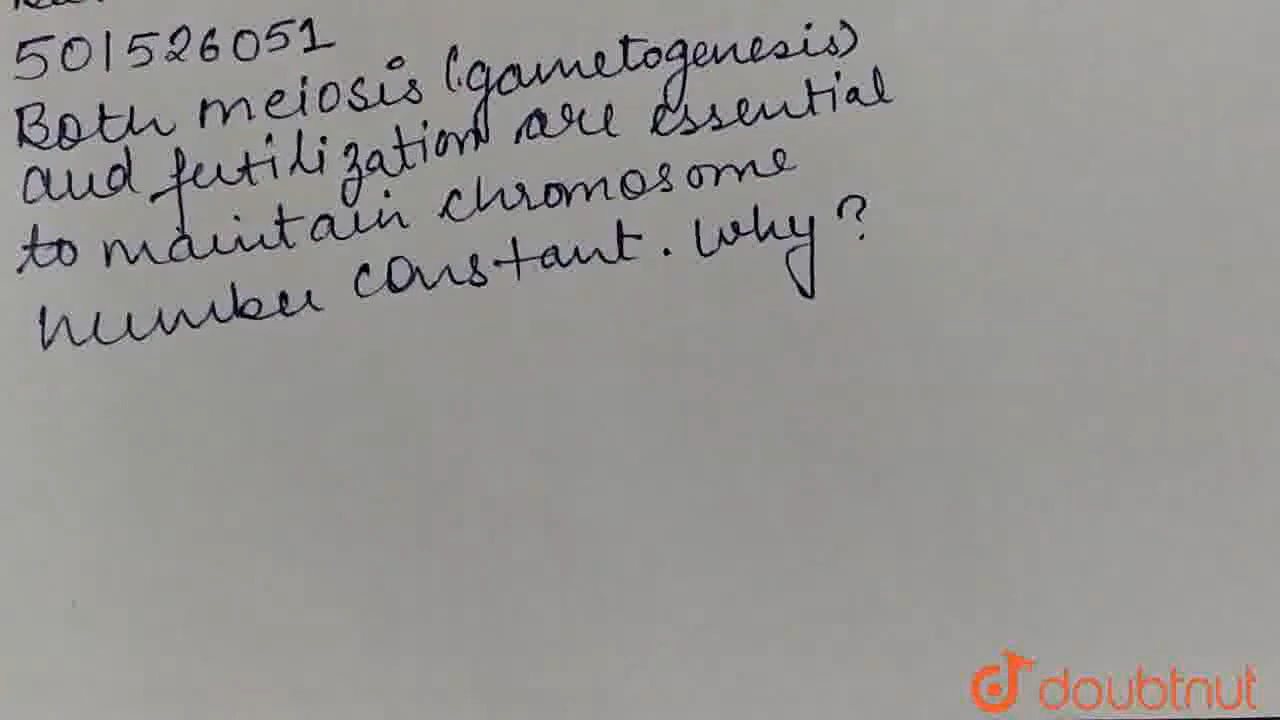 501526051
Both meiosis (gametogenesis)
and fertilization are essential
to maintain chromosome
number constant. Why?
doubtnut